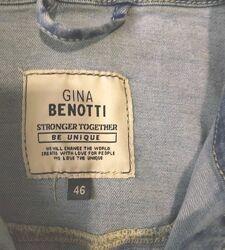 GINA
BENOTTI
STRONGER TOGETHER
BE UNIQUE
WE WILL CHANGE THE WORLD
CREATE WITH LOVE FOR PEOPLE
WE LOVE THE UNIQUE
46